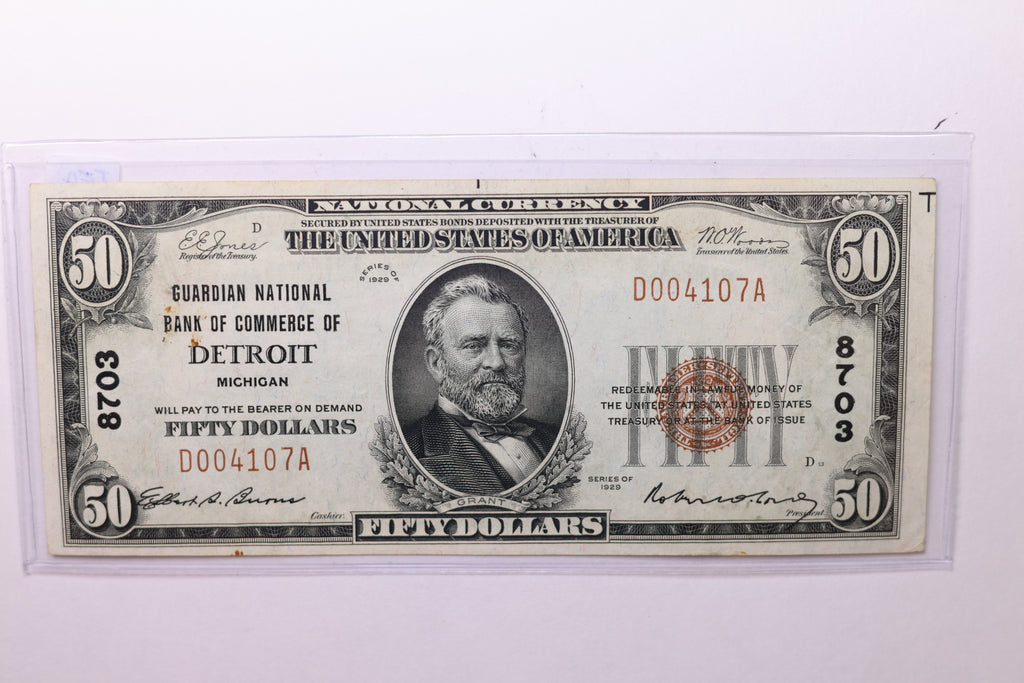 NATIONAL CURRENCY
SECURED BY UNITED STATES BONDS DEPOSITED WITH THE TREASURER OF
THE UNITED STATES OF AMERICA
50
D
E E Jones
Register of the Treasury.
SERIES OF
1929
W.O. Woods
Treasurer of the United States.
50
T
GUARDIAN NATIONAL
BANK OF COMMERCE OF
DETROIT
MICHIGAN
8703
WILL PAY TO THE BEARER ON DEMAND
FIFTY DOLLARS
D004107A
50
Cashier.
GRANT
FIFTY DOLLARS
D004107A
FIFTY
REDEEMABLE IN LAWFUL MONEY OF
THE UNITED STATES AT UNITED STATES
TREASURY OR AT THE BANK OF ISSUE
8703
D 13
SERIES OF
1929
President.
50